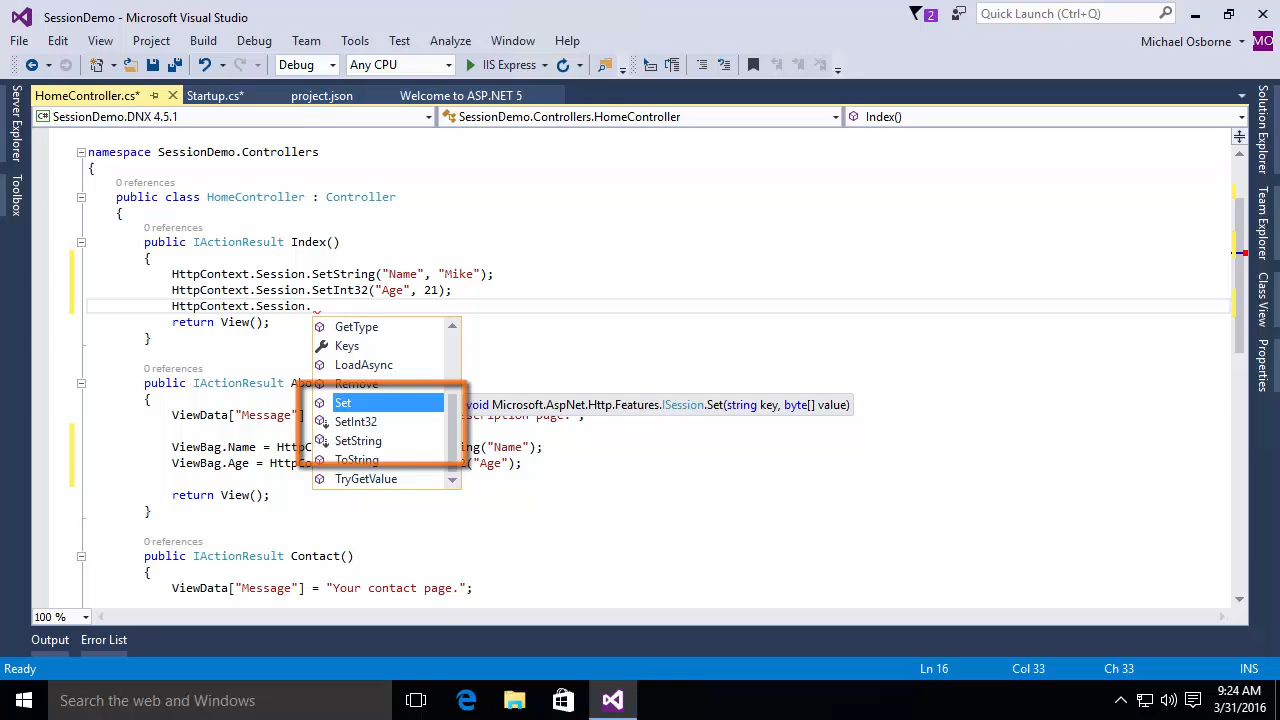 SessionDemo - Microsoft Visual Studio
2
Quick Launch (Ctrl+Q)
File Edit View Project Build Debug Team Tools Test Analyze Window Help
Michael Osborne
MO
Debug Any CPU IIS Express
HomeController.cs* Startup.cs* project.json Welcome to ASP.NET 5
SessionDemo.DNX 4.5.1 SessionDemo.Controllers.HomeController Index()
Server Explorer
Toolbox
Solution Explorer
Team Explorer
Class View
Properties
namespace SessionDemo.Controllers
{
0 references
public class HomeController : Controller
{
0 references
public IActionResult Index()
{
HttpContext.Session.SetString("Name", "Mike");
HttpContext.Session.SetInt32("Age", 21);
HttpContext.Session.
return View();
}
GetType
Keys
LoadAsync
Remove
Set
SetInt32
SetString
ToString
TryGetValue
void Microsoft.AspNet.Http.Features.ISession.Set(string key, byte[] value)
0 references
public IActionResult Abo
{
ViewData["Message"]
ViewBag.Name = HttpC ng("Name");
ViewBag.Age = HttpCo ("Age");
return View();
}
0 references
public IActionResult Contact()
{
ViewData["Message"] = "Your contact page.";
100 %
Output Error List
Ready Ln 16 Col 33 Ch 33 INS
Search the web and Windows
9:24 AM
3/31/2016